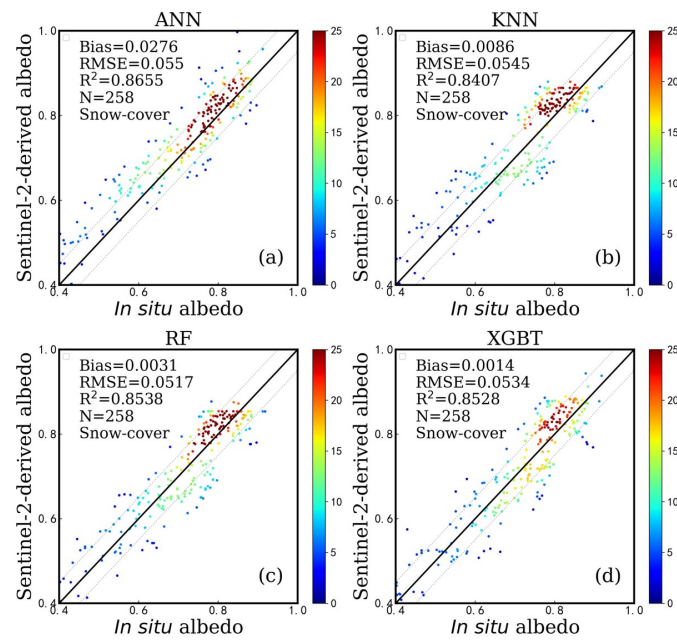 ANN
Bias=0.0276
RMSE=0.055
R²=0.8655
N=258
Snow-cover
(a)
Sentinel-2-derived albedo
1.0
0.8
0.6
0.4
0.4 0.6 0.8 1.0
In situ albedo
25
20
15
10
5
0
KNN
Bias=0.0086
RMSE=0.0545
R²=0.8407
N=258
Snow-cover
(b)
Sentinel-2-derived albedo
1.0
0.8
0.6
0.4
0.4 0.6 0.8 1.0
In situ albedo
25
20
15
10
5
0
RF
Bias=0.0031
RMSE=0.0517
R²=0.8538
N=258
Snow-cover
(c)
Sentinel-2-derived albedo
1.0
0.8
0.6
0.4
0.4 0.6 0.8 1.0
In situ albedo
25
20
15
10
5
0
XGBT
Bias=0.0014
RMSE=0.0534
R²=0.8528
N=258
Snow-cover
(d)
Sentinel-2-derived albedo
1.0
0.8
0.6
0.4
0.4 0.6 0.8 1.0
In situ albedo
25
20
15
10
5
0